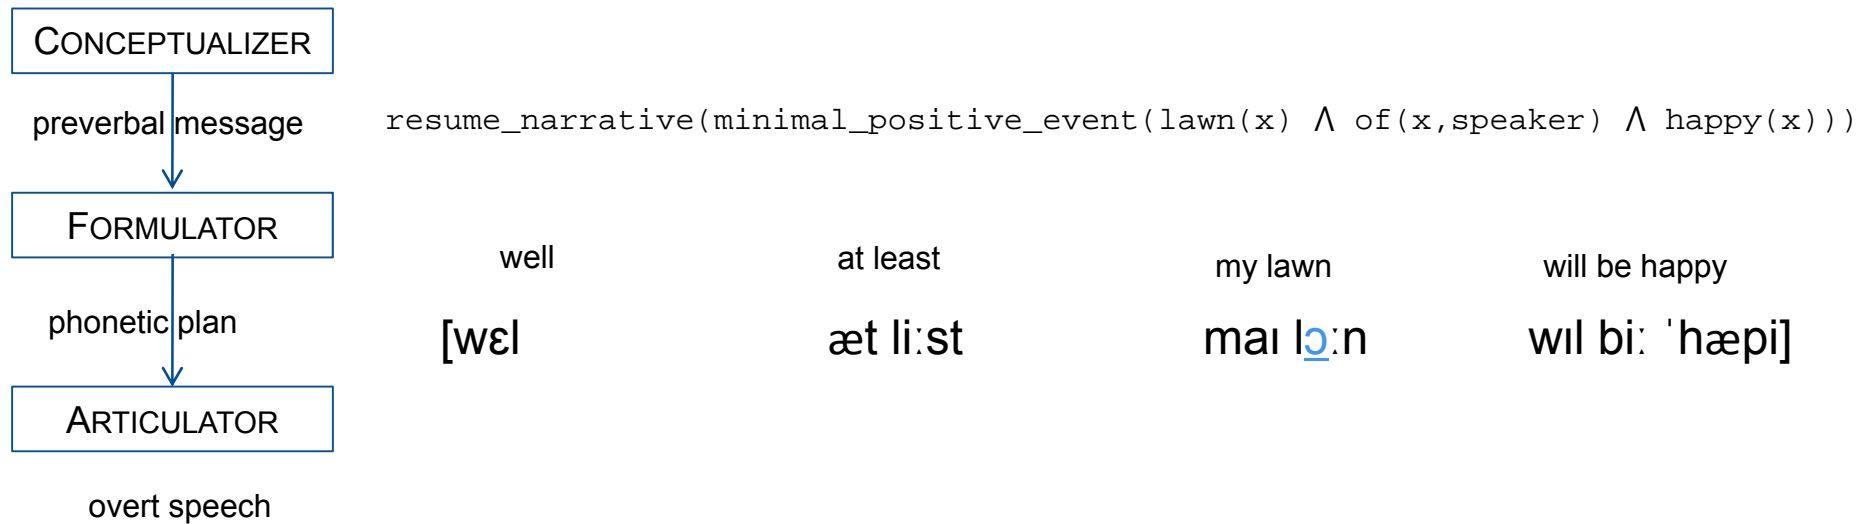 CONCEPTUALIZER
preverbal message
resume_narrative(minimal_positive_event(lawn(x) Λ of(x,speaker) Λ happy(x)))
FORMULATOR
well at least my lawn will be happy
phonetic plan
[wɛl æt liːst maɪ lɔːn wɪl biː ˈhæpi]
ARTICULATOR
overt speech